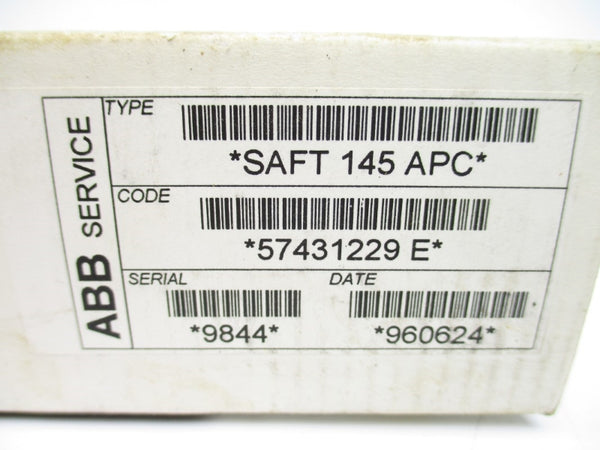 ABB SERVICE
TYPE
*SAFT 145 APC*
CODE
*57431229 E*
SERIAL
*9844*
DATE
*960624*